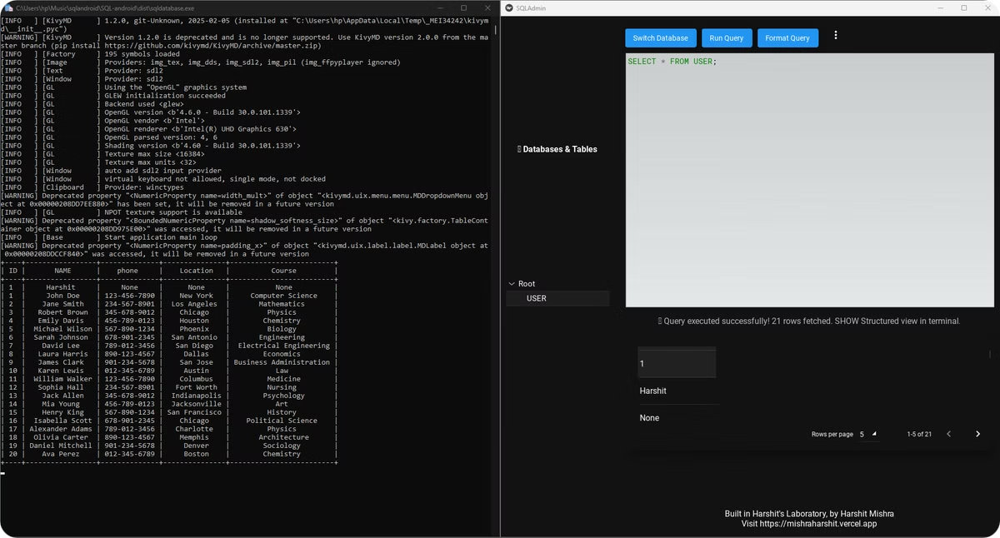 C:\Users\hp\Music\sqlandroid\SQL-android\dist\sqldatabase.exe
[INFO   ] [KivyMD      ] 1.2.0, git-Unknown, 2025-02-05 (installed at "C:\Users\hp\AppData\Local\Temp\_MEI34242\kivym
d\__init__.pyc")
[WARNING] [KivyMD      ] Version 1.2.0 is deprecated and is no longer supported. Use KivyMD version 2.0.0 from the ma
ster branch (pip install https://github.com/kivymd/KivyMD/archive/master.zip)
[INFO   ] [Factory     ] 195 symbols loaded
[INFO   ] [Image       ] Providers: img_tex, img_dds, img_sdl2, img_pil (img_ffpyplayer ignored)
[INFO   ] [Text        ] Provider: sdl2
[INFO   ] [Window      ] Provider: sdl2
[INFO   ] [GL          ] Using the "OpenGL" graphics system
[INFO   ] [GL          ] GLEW initialization succeeded
[INFO   ] [GL          ] Backend used <glew>
[INFO   ] [GL          ] OpenGL version <b'4.6.0 - Build 30.0.101.1339'>
[INFO   ] [GL          ] OpenGL vendor <b'Intel'>
[INFO   ] [GL          ] OpenGL renderer <b'Intel(R) UHD Graphics 630'>
[INFO   ] [GL          ] OpenGL parsed version: 4, 6
[INFO   ] [GL          ] Shading version <b'4.60 - Build 30.0.101.1339'>
[INFO   ] [GL          ] Texture max size <16384>
[INFO   ] [GL          ] Texture max units <32>
[INFO   ] [Window      ] auto add sdl2 input provider
[INFO   ] [Window      ] virtual keyboard not allowed, single mode, not docked
[INFO   ] [Clipboard   ] Provider: winctypes
[WARNING] Deprecated property "<NumericProperty name=width_mult>" of object "<kivymd.uix.menu.menu.MDDropdownMenu obj
ect at 0x00000208DD7EE880>" has been set, it will be removed in a future version
[INFO   ] [GL          ] NPOT texture support is available
[WARNING] Deprecated property "<BoundedNumericProperty name=shadow_softness_size>" of object "<kivy.factory.TableCont
ainer object at 0x00000208DD975E00>" was accessed, it will be removed in a future version
[INFO   ] [Base        ] Start application main loop
[WARNING] Deprecated property "<NumericProperty name=padding_x>" of object "<kivymd.uix.label.label.MDLabel object at
 0x00000208DDCCF840>" was accessed, it will be removed in a future version
| ID | NAME | phone | Location | Course |
| 1 | Harshit | None | None | None |
| 1 | John Doe | 123-456-7890 | New York | Computer Science |
| 2 | Jane Smith | 234-567-8901 | Los Angeles | Mathematics |
| 3 | Robert Brown | 345-678-9012 | Chicago | Physics |
| 4 | Emily Davis | 456-789-0123 | Houston | Chemistry |
| 5 | Michael Wilson | 567-890-1234 | Phoenix | Biology |
| 6 | Sarah Johnson | 678-901-2345 | San Antonio | Engineering |
| 7 | David Lee | 789-012-3456 | San Diego | Electrical Engineering |
| 8 | Laura Harris | 890-123-4567 | Dallas | Economics |
| 9 | James Clark | 901-234-5678 | San Jose | Business Administration |
| 10 | Karen Lewis | 012-345-6789 | Austin | Law |
| 11 | William Walker | 123-456-7890 | Columbus | Medicine |
| 12 | Sophia Hall | 234-567-8901 | Fort Worth | Nursing |
| 13 | Jack Allen | 345-678-9012 | Indianapolis | Psychology |
| 14 | Mia Young | 456-789-0123 | Jacksonville | Art |
| 15 | Henry King | 567-890-1234 | San Francisco | History |
| 16 | Isabella Scott | 678-901-2345 | Chicago | Political Science |
| 17 | Alexander Adams | 789-012-3456 | Charlotte | Physics |
| 18 | Olivia Carter | 890-123-4567 | Memphis | Architecture |
| 19 | Daniel Mitchell | 901-234-5678 | Denver | Sociology |
| 20 | Ava Perez | 012-345-6789 | Boston | Chemistry |
SQLAdmin
Switch Database Run Query Format Query
SELECT * FROM USER;
Databases & Tables
Root
USER
Query executed successfully! 21 rows fetched. SHOW Structured view in terminal.
1
Harshit
None
Rows per page 5 1-5 of 21
Built in Harshit's Laboratory, by Harshit Mishra
Visit https://mishraharshit.vercel.app